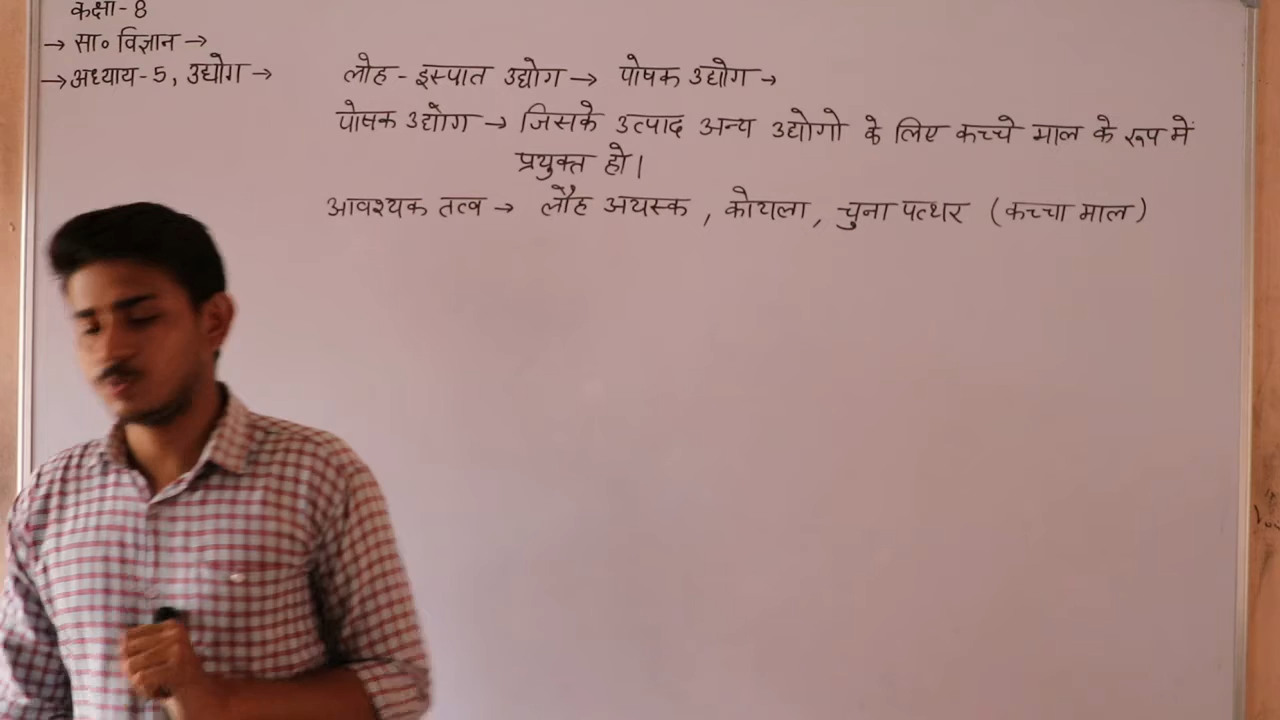 कक्षा - 8
→ सा० विज्ञान →
→ अध्याय - 5, उद्योग →
लोह - इस्पात उद्योग → पोषक उद्योग →
पोषक उद्योग → जिसके उत्पाद अन्य उद्योगो के लिए कच्चे माल के रूप में
प्रयुक्त हो।
आवश्यक तत्व → लौह अयस्क , कोयला , चुना पत्थर (कच्चा माल)